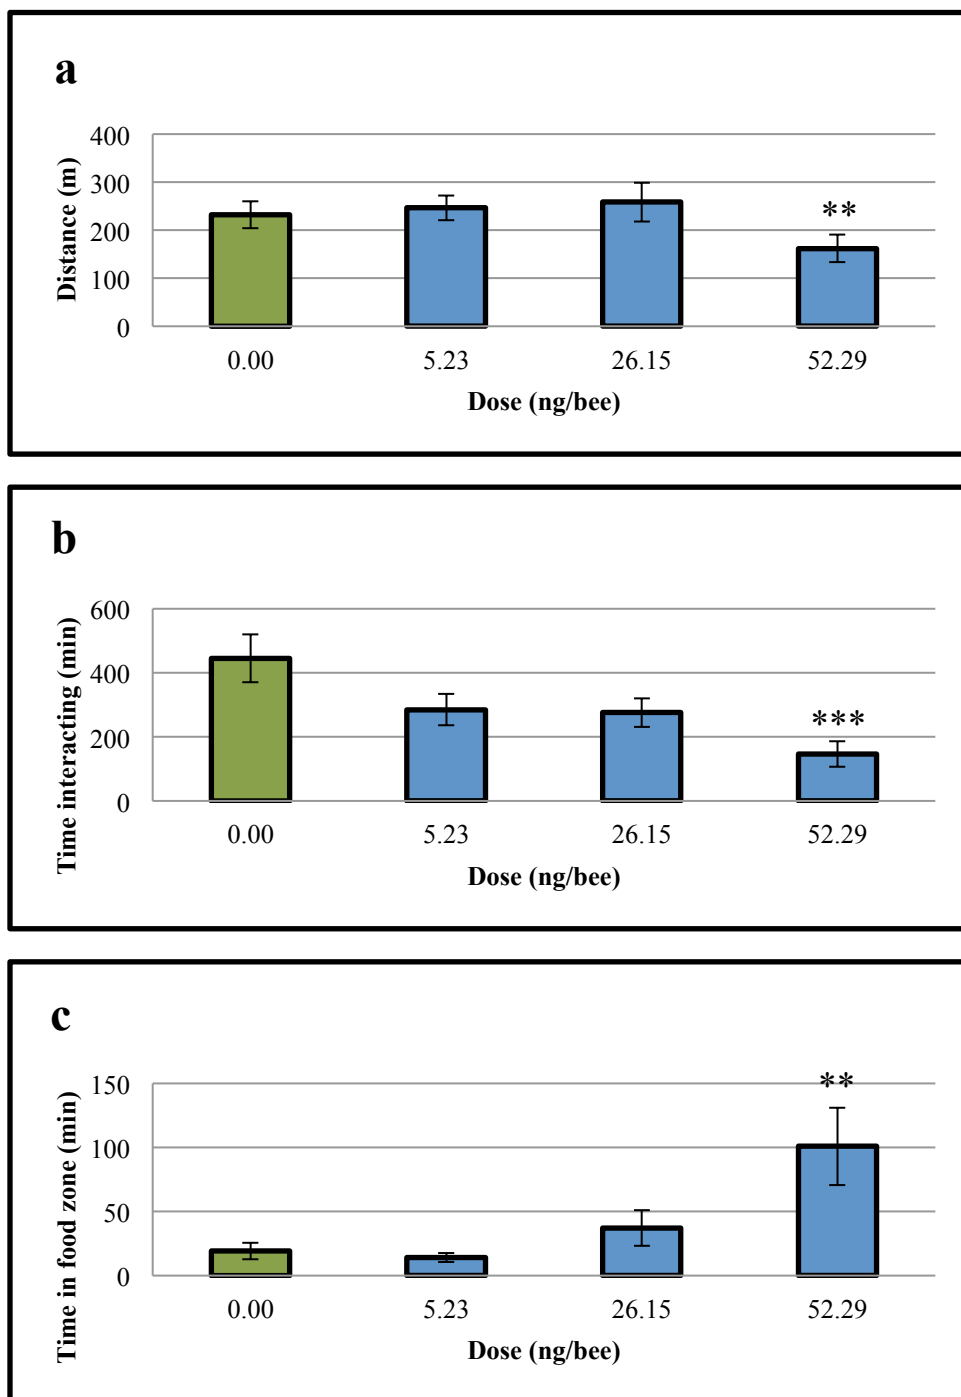 a
Distance (m)
400
300
200
100
0
**
0.00 5.23 26.15 52.29
Dose (ng/bee)
b
Time interacting (min)
600
400
200
0
***
0.00 5.23 26.15 52.29
Dose (ng/bee)
c
Time in food zone (min)
150
100
50
0
**
0.00 5.23 26.15 52.29
Dose (ng/bee)